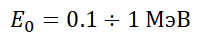 E₀ = 0.1 ÷ 1 МэВ